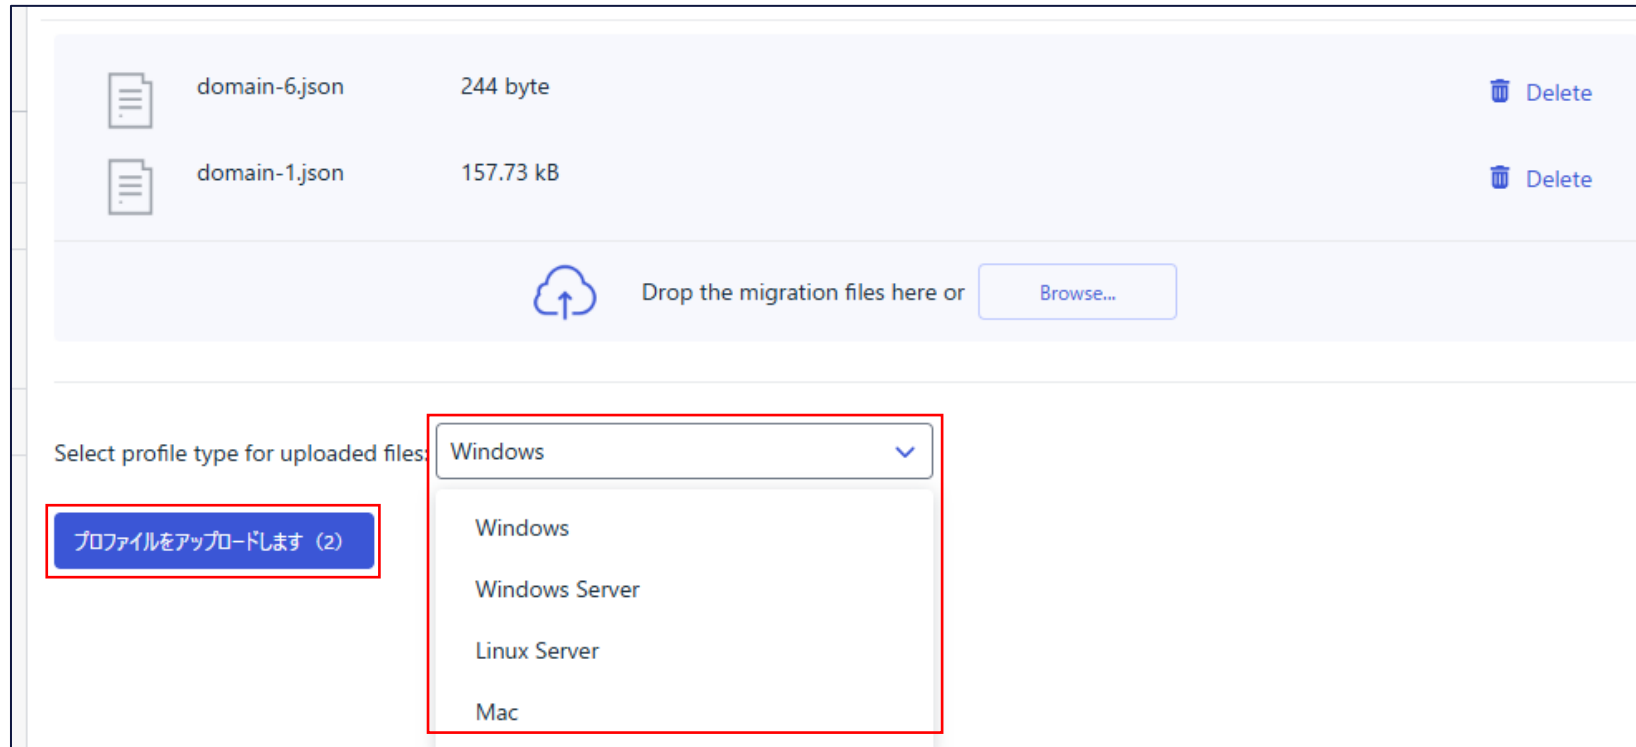 domain-6.json 244 byte Delete
domain-1.json 157.73 kB Delete
Drop the migration files here or Browse...
Select profile type for uploaded files: Windows
プロファイルをアップロードします（2）
Windows
Windows Server
Linux Server
Mac